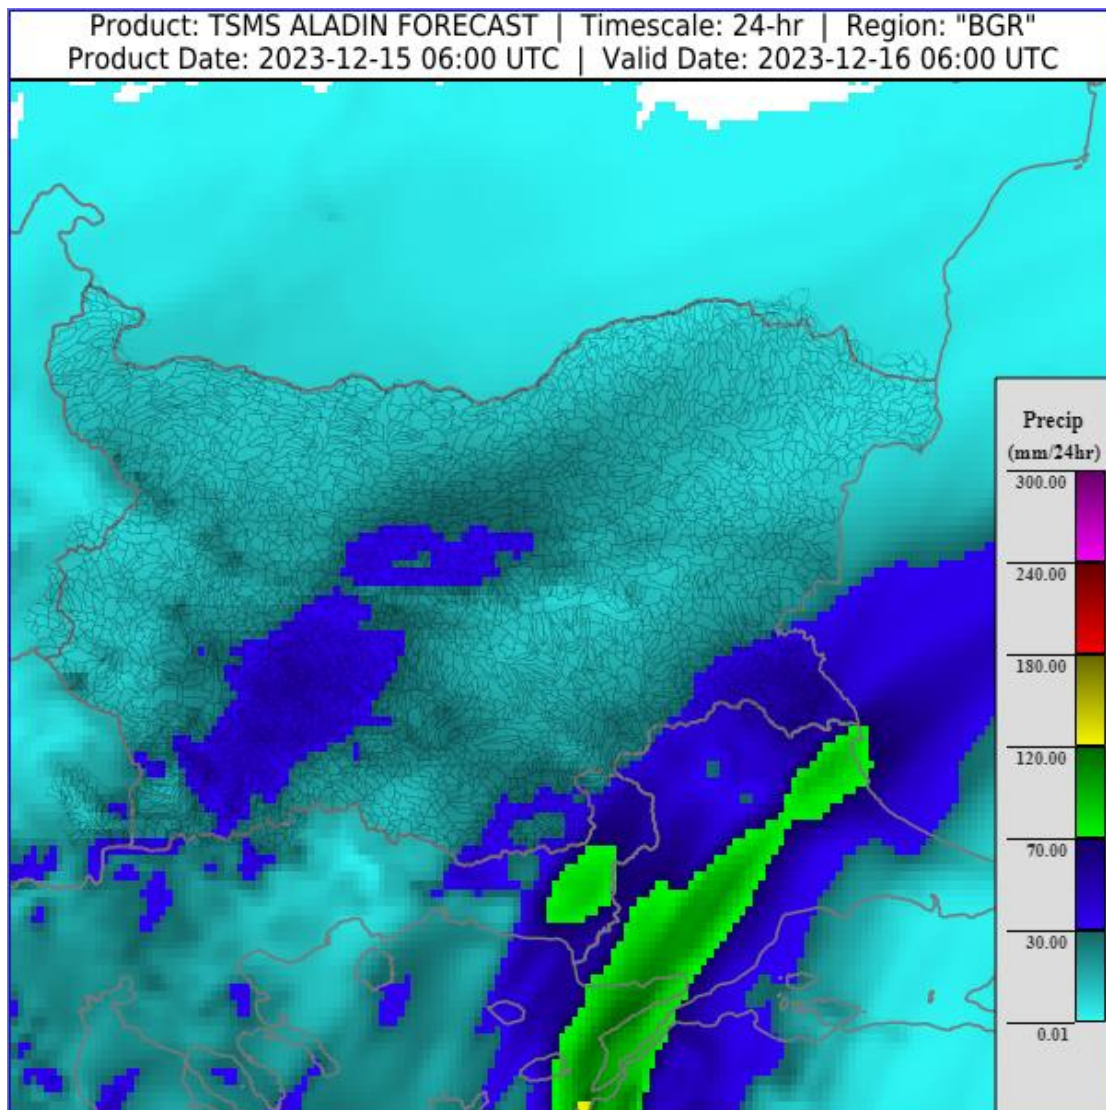 Product: TSMS ALADIN FORECAST | Timescale: 24-hr | Region: "BGR"
Product Date: 2023-12-15 06:00 UTC | Valid Date: 2023-12-16 06:00 UTC
Precip
(mm/24hr)
300.00
240.00
180.00
120.00
70.00
30.00
0.01